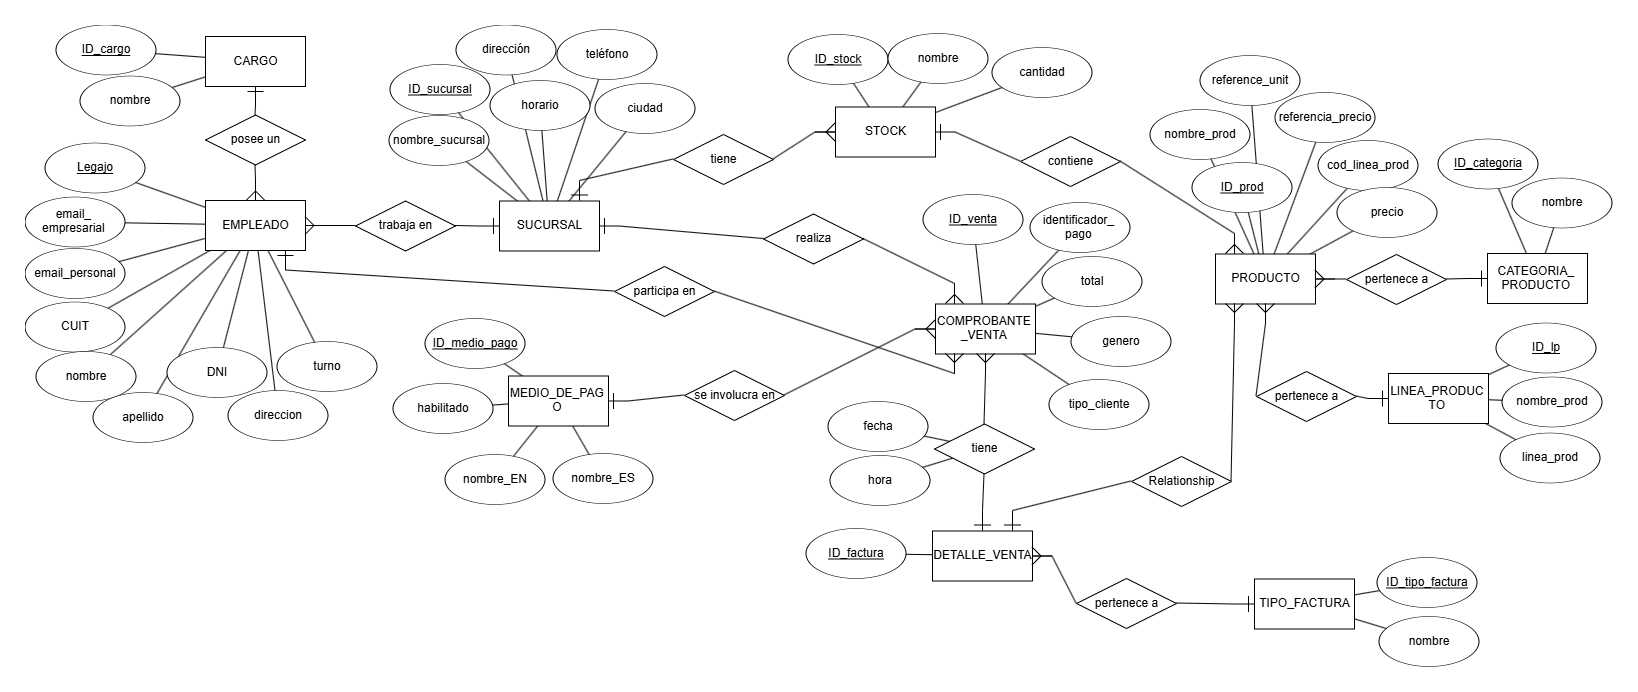 ID_cargo
CARGO
nombre
posee un
Legajo
email_
empresarial
email_personal
CUIT
nombre
apellido
DNI
direccion
turno
EMPLEADO
trabaja en
dirección
teléfono
ID_sucursal
horario
ciudad
nombre_sucursal
SUCURSAL
tiene
realiza
participa en
ID_stock
nombre
cantidad
STOCK
contiene
ID_venta
identificador_
pago
total
genero
tipo_cliente
COMPROBANTE
_VENTA
ID_medio_pago
habilitado
MEDIO_DE_PAG
O
nombre_EN
nombre_ES
se involucra en
fecha
hora
tiene
ID_factura
DETALLE_VENTA
Relationship
pertenece a
TIPO_FACTURA
ID_tipo_factura
nombre
reference_unit
referencia_precio
nombre_prod
cod_linea_prod
ID_prod
precio
PRODUCTO
pertenece a
ID_categoria
nombre
CATEGORIA_
PRODUCTO
pertenece a
ID_lp
LINEA_PRODUC
TO
nombre_prod
linea_prod